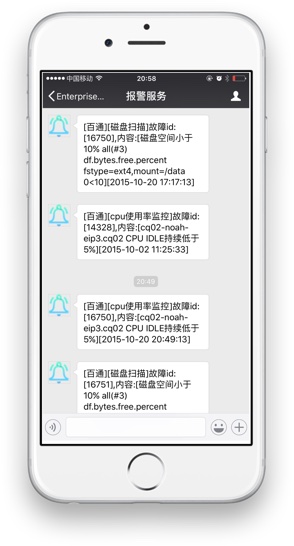 中国移动
20:58
Enterprise...
报警服务
[百通][磁盘扫描]故障id:
[16750],内容:[磁盘空间小于
10% all(#3)
df.bytes.free.percent
fstype=ext4,mount=/data
0<10][2015-10-20 17:17:13]
[百通][cpu使用率监控]故障id:
[14328],内容:[cq02-noah-
eip3.cq02 CPU IDLE持续低于
5%][2015-10-02 11:25:33]
20:49
[百通][cpu使用率监控]故障id:
[16750],内容:[cq02-noah-
eip3.cq02 CPU IDLE持续低于
5%][2015-10-20 20:49:13]
[百通][磁盘扫描]故障id:
[16751],内容:[磁盘空间小于
10% all(#3)
df.bytes.free.percent